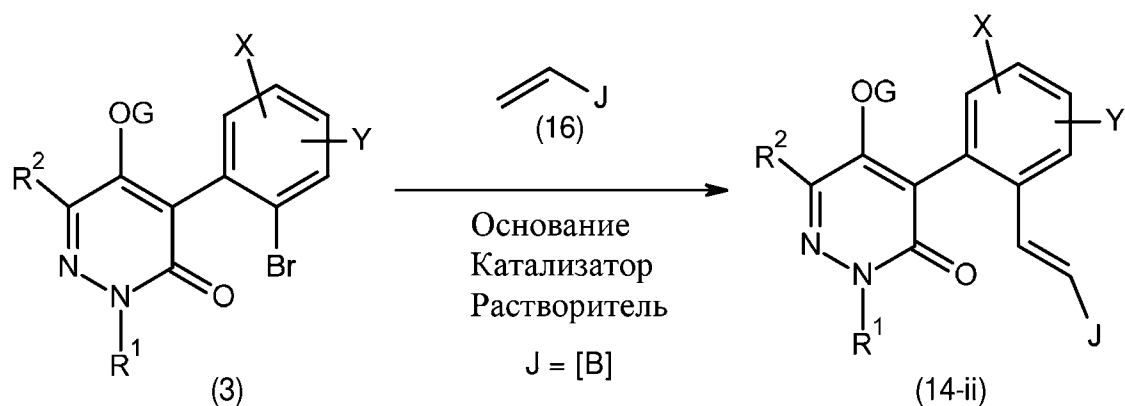 X
OG
Y
R²
Br
N
N
O
R¹
(3)
J
(16)
Основание
Катализатор
Растворитель
J = [B]
X
OG
Y
R²
N
N
O
R¹
J
(14-ii)